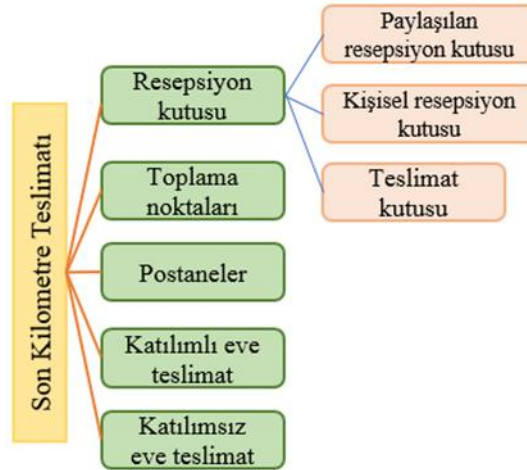 Son Kilometre Teslimatı
Resepsiyon
kutusu
Toplama
noktaları
Postaneler
Katılımlı eve
teslimat
Katılımsız
eve teslimat
Paylaşılan
resepsiyon kutusu
Kişisel resepsiyon
kutusu
Teslimat
kutusu